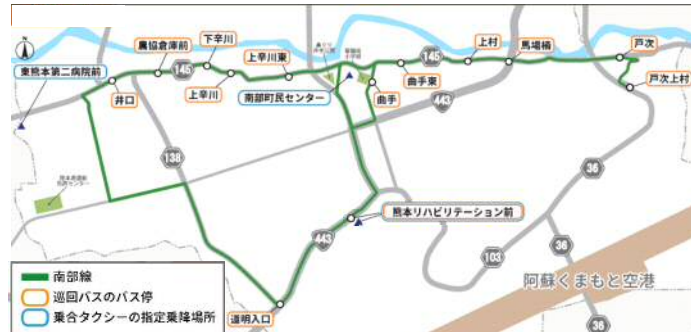 農協倉庫前
下辛川
上辛川東
145
上村
馬場楠
戸次
東熊本第二病院前
145
井口
上辛川
南部町民センター
曲手東
曲手
443
戸次上村
138
36
熊本リハビリテーション前
443
103
36
36
36
阿蘇くまもと空港
道明入口
南部線
巡回バスのバス停
乗合タクシーの指定乗降場所